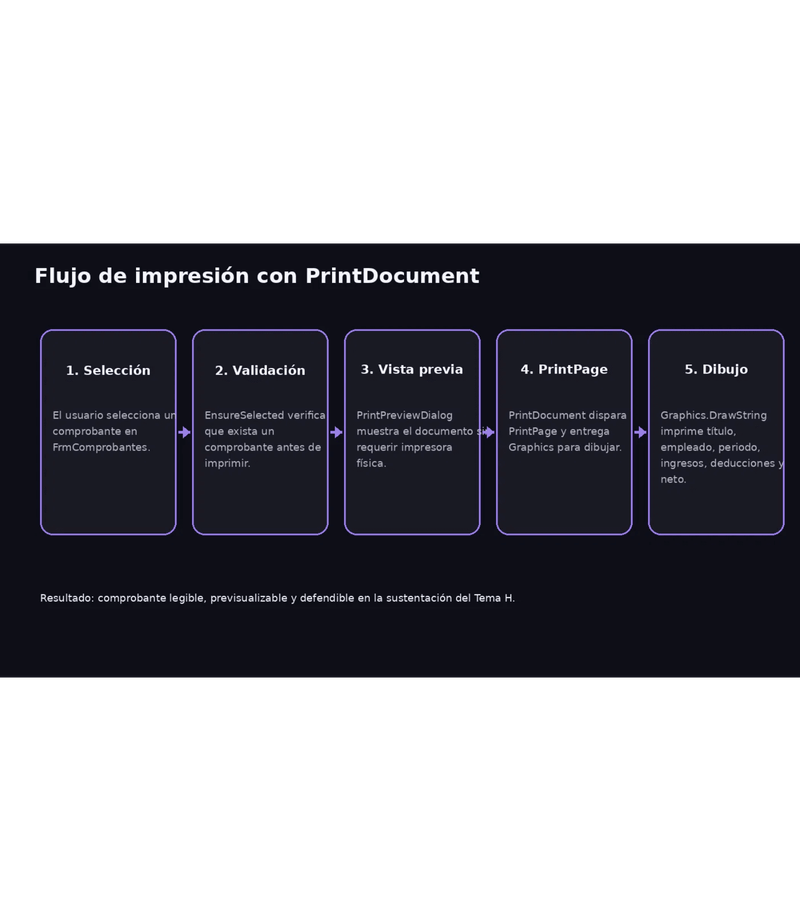 Flujo de impresión con PrintDocument
1. Selección
El usuario selecciona un
comprobante en
FrmComprobantes.
2. Validación
EnsureSelected verifica
que exista un
comprobante antes de
imprimir.
3. Vista previa
PrintPreviewDialog
muestra el documento sin
requerir impresora
física.
4. PrintPage
PrintDocument dispara
PrintPage y entrega
Graphics para dibujar.
5. Dibujo
Graphics.DrawString
imprime título,
empleado, periodo,
ingresos, deducciones y
neto.
Resultado: comprobante legible, previsualizable y defendible en la sustentación del Tema H.